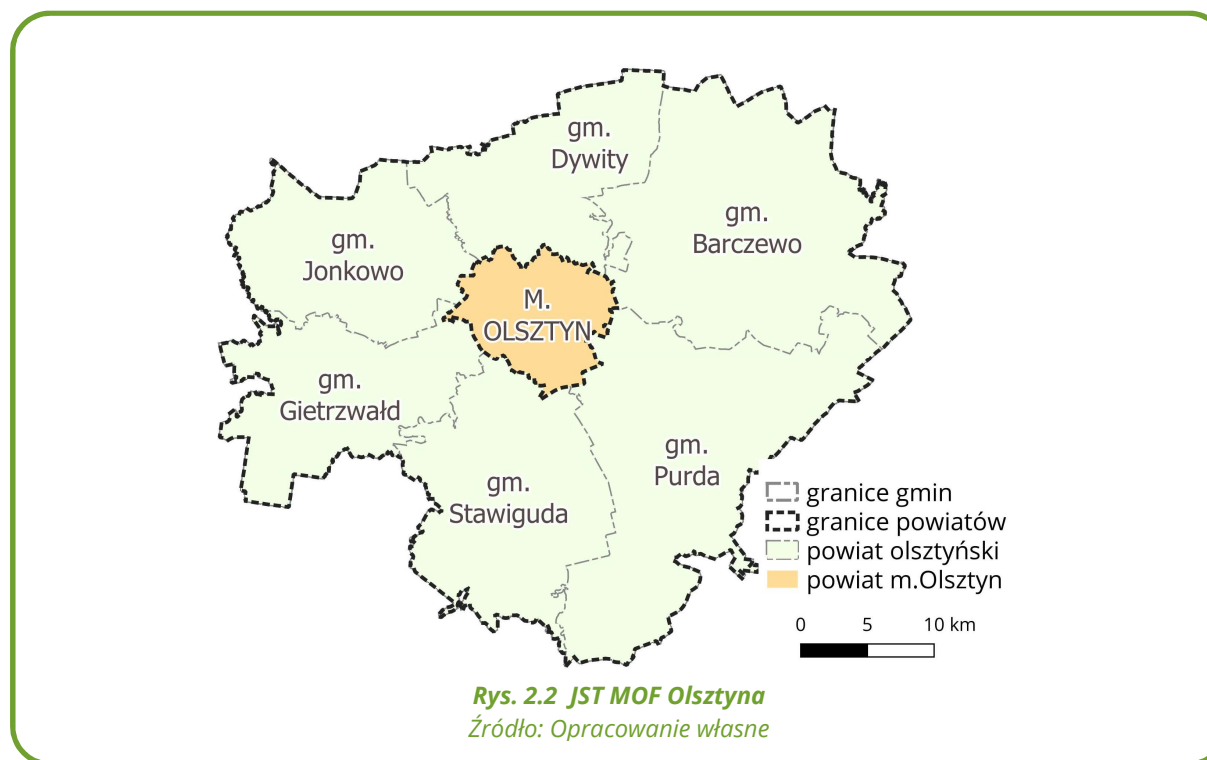 gm.
Dywity
gm.
Barczewo
gm.
Jonkowo
M.
OLSZTYN
gm.
Gietrzwałd
gm.
Purda
gm.
Stawiguda
granice gmin
granice powiatów
powiat olsztyński
powiat m.Olsztyn
0 5 10 km
Rys. 2.2 JST MOF Olsztyna
Źródło: Opracowanie własne